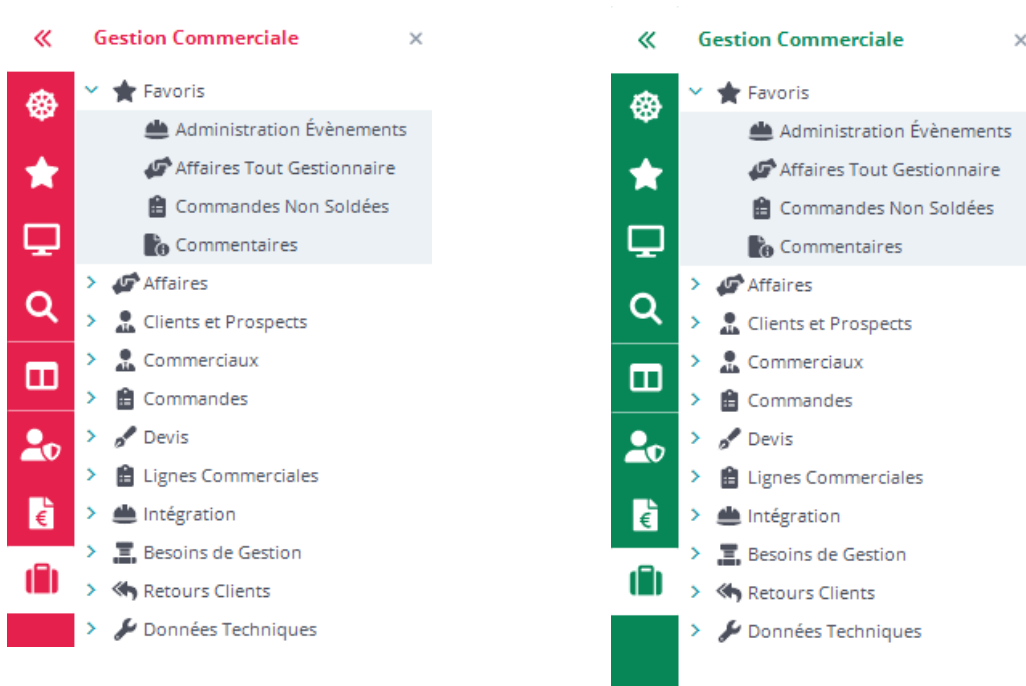 Gestion Commerciale
Favoris
Administration Évènements
Affaires Tout Gestionnaire
Commandes Non Soldées
Commentaires
Affaires
Clients et Prospects
Commerciaux
Commandes
Devis
Lignes Commerciales
Intégration
Besoins de Gestion
Retours Clients
Données Techniques
Gestion Commerciale
Favoris
Administration Évènements
Affaires Tout Gestionnaire
Commandes Non Soldées
Commentaires
Affaires
Clients et Prospects
Commerciaux
Commandes
Devis
Lignes Commerciales
Intégration
Besoins de Gestion
Retours Clients
Données Techniques